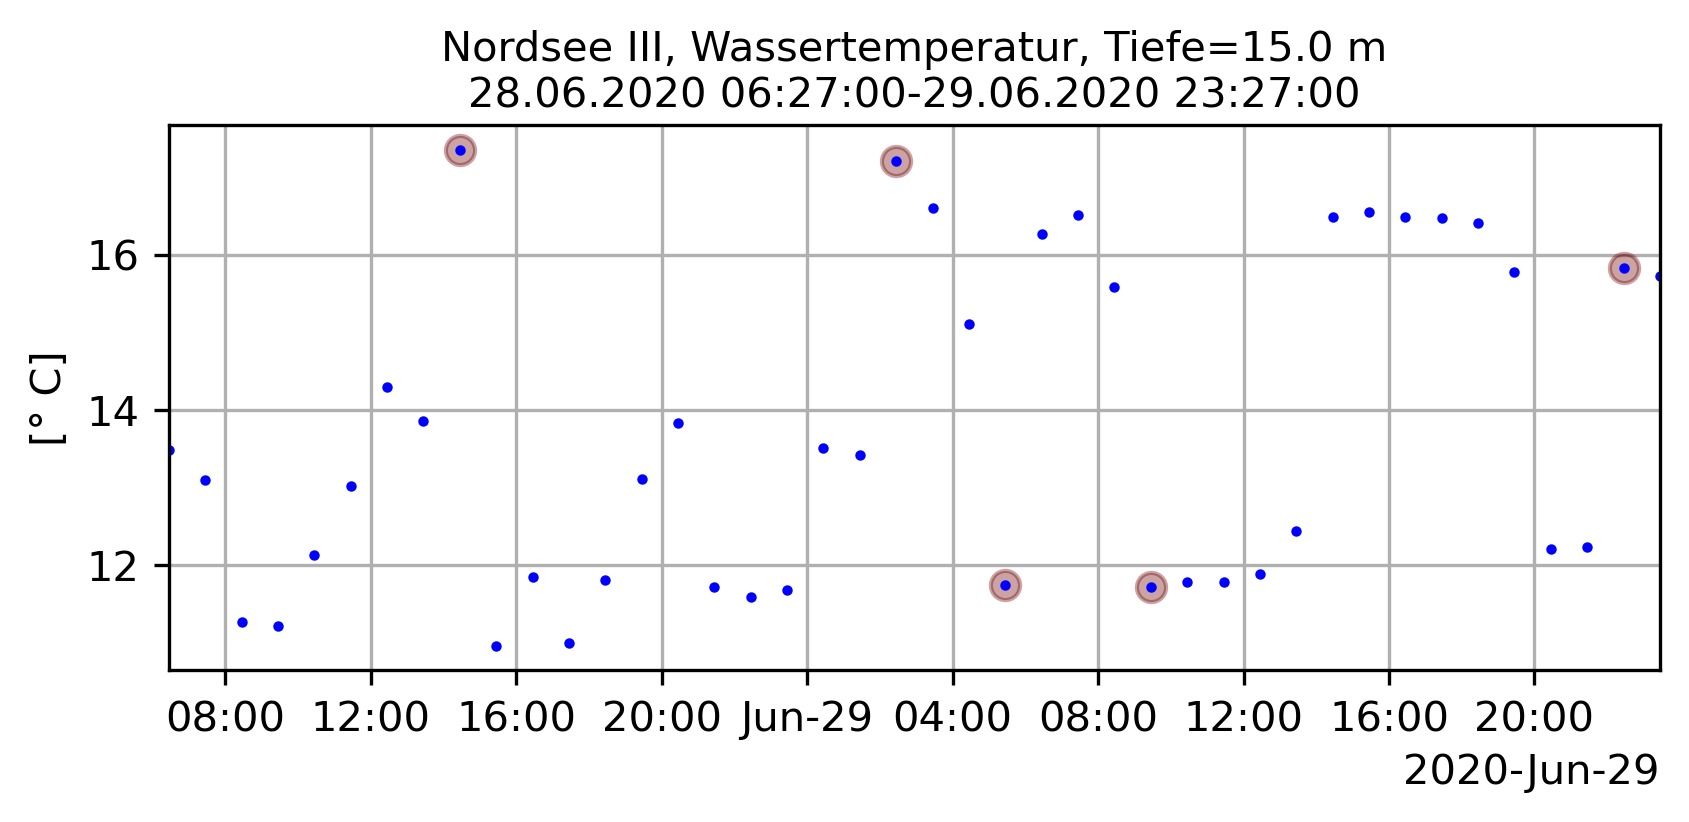 Nordsee III, Wassertemperatur, Tiefe=15.0 m
28.06.2020 06:27:00-29.06.2020 23:27:00
[° C]
16
14
12
08:00 12:00 16:00 20:00 Jun-29 04:00 08:00 12:00 16:00 20:00
2020-Jun-29